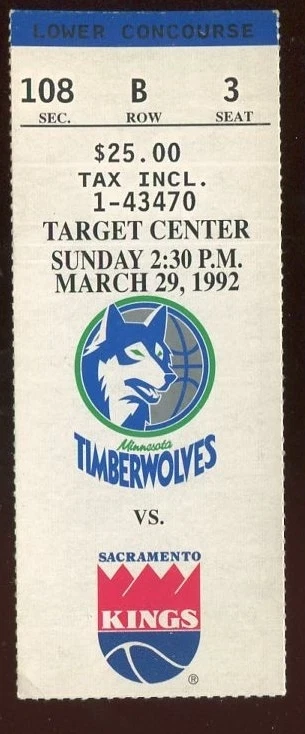 LOWER CONCOURSE
108 B 3
SEC. ROW SEAT
$25.00
TAX INCL.
1-43470
TARGET CENTER
SUNDAY 2:30 P.M.
MARCH 29, 1992
Minnesota
TIMBERWOLVES
VS.
SACRAMENTO
KINGS
®